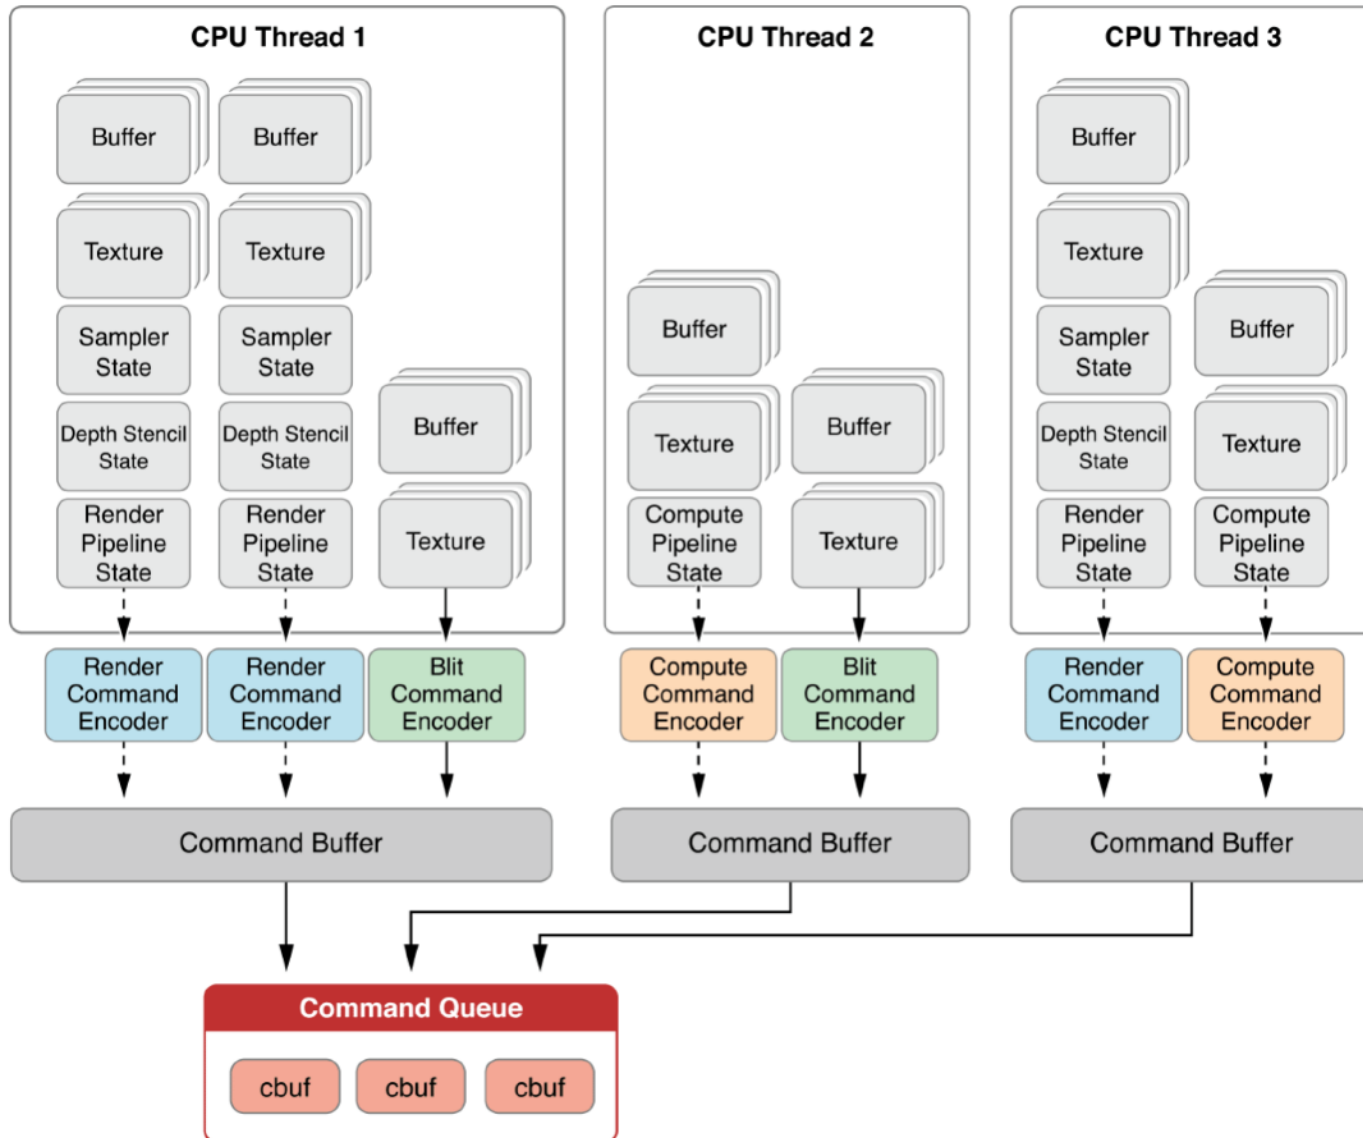 CPU Thread 1
Buffer
Texture
Sampler
State
Depth Stencil
State
Render
Pipeline
State
Buffer
Texture
Sampler
State
Depth Stencil
State
Render
Pipeline
State
Buffer
Texture
Render
Command
Encoder
Render
Command
Encoder
Blit
Command
Encoder
Command Buffer
CPU Thread 2
Buffer
Texture
Compute
Pipeline
State
Buffer
Texture
Compute
Command
Encoder
Blit
Command
Encoder
Command Buffer
CPU Thread 3
Buffer
Texture
Sampler
State
Depth Stencil
State
Render
Pipeline
State
Buffer
Texture
Compute
Pipeline
State
Render
Command
Encoder
Compute
Command
Encoder
Command Buffer
Command Queue
cbuf
cbuf
cbuf